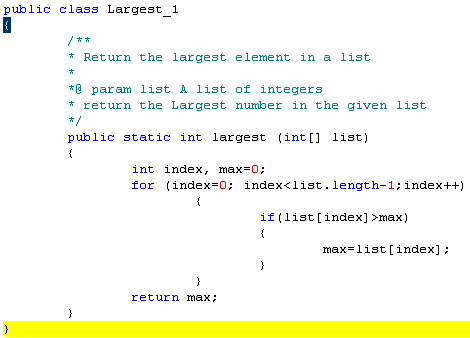 public class Largest_1
{
/**
* Return the largest element in a list
*
*@ param list A list of integers
* return the Largest number in the given list
*/
public static int largest (int[] list)
{
int index, max=0;
for (index=0; index<list.length-1;index++)
{
if(list[index]>max)
{
max=list[index];
}
}
return max;
}
}